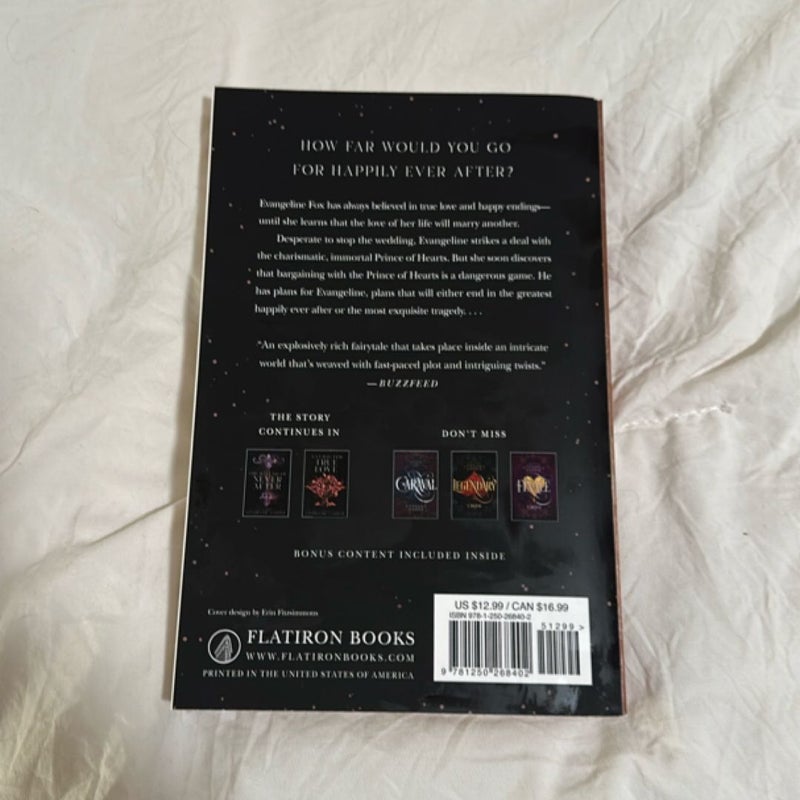 HOW FAR WOULD YOU GO
FOR HAPPILY EVER AFTER?
Evangeline Fox has always believed in true love and happy endings—
until she learns that the love of her life will marry another.
Desperate to stop the wedding, Evangeline strikes a deal with
the charismatic, immortal Prince of Hearts. But she soon discovers
that bargaining with the Prince of Hearts is a dangerous game. He
has plans for Evangeline, plans that will either end in the greatest
happily ever after or the most exquisite tragedy. . . .
"An explosively rich fairytale that takes place inside an intricate
world that's weaved with fast-paced plot and intriguing twists."
—BUZZFEED
THE STORY
CONTINUES IN
DON'T MISS
NEVER
AFTER
TRUE
LOVE
CARAVAL
LEGENDARY
FINALE
BONUS CONTENT INCLUDED INSIDE
Cover design by Erin Fitzsimmons
FLATIRON BOOKS
WWW.FLATIRONBOOKS.COM
PRINTED IN THE UNITED STATES OF AMERICA
US $12.99 / CAN $16.99
ISBN 978-1-250-26840-2
51299 >
9 781250 268402